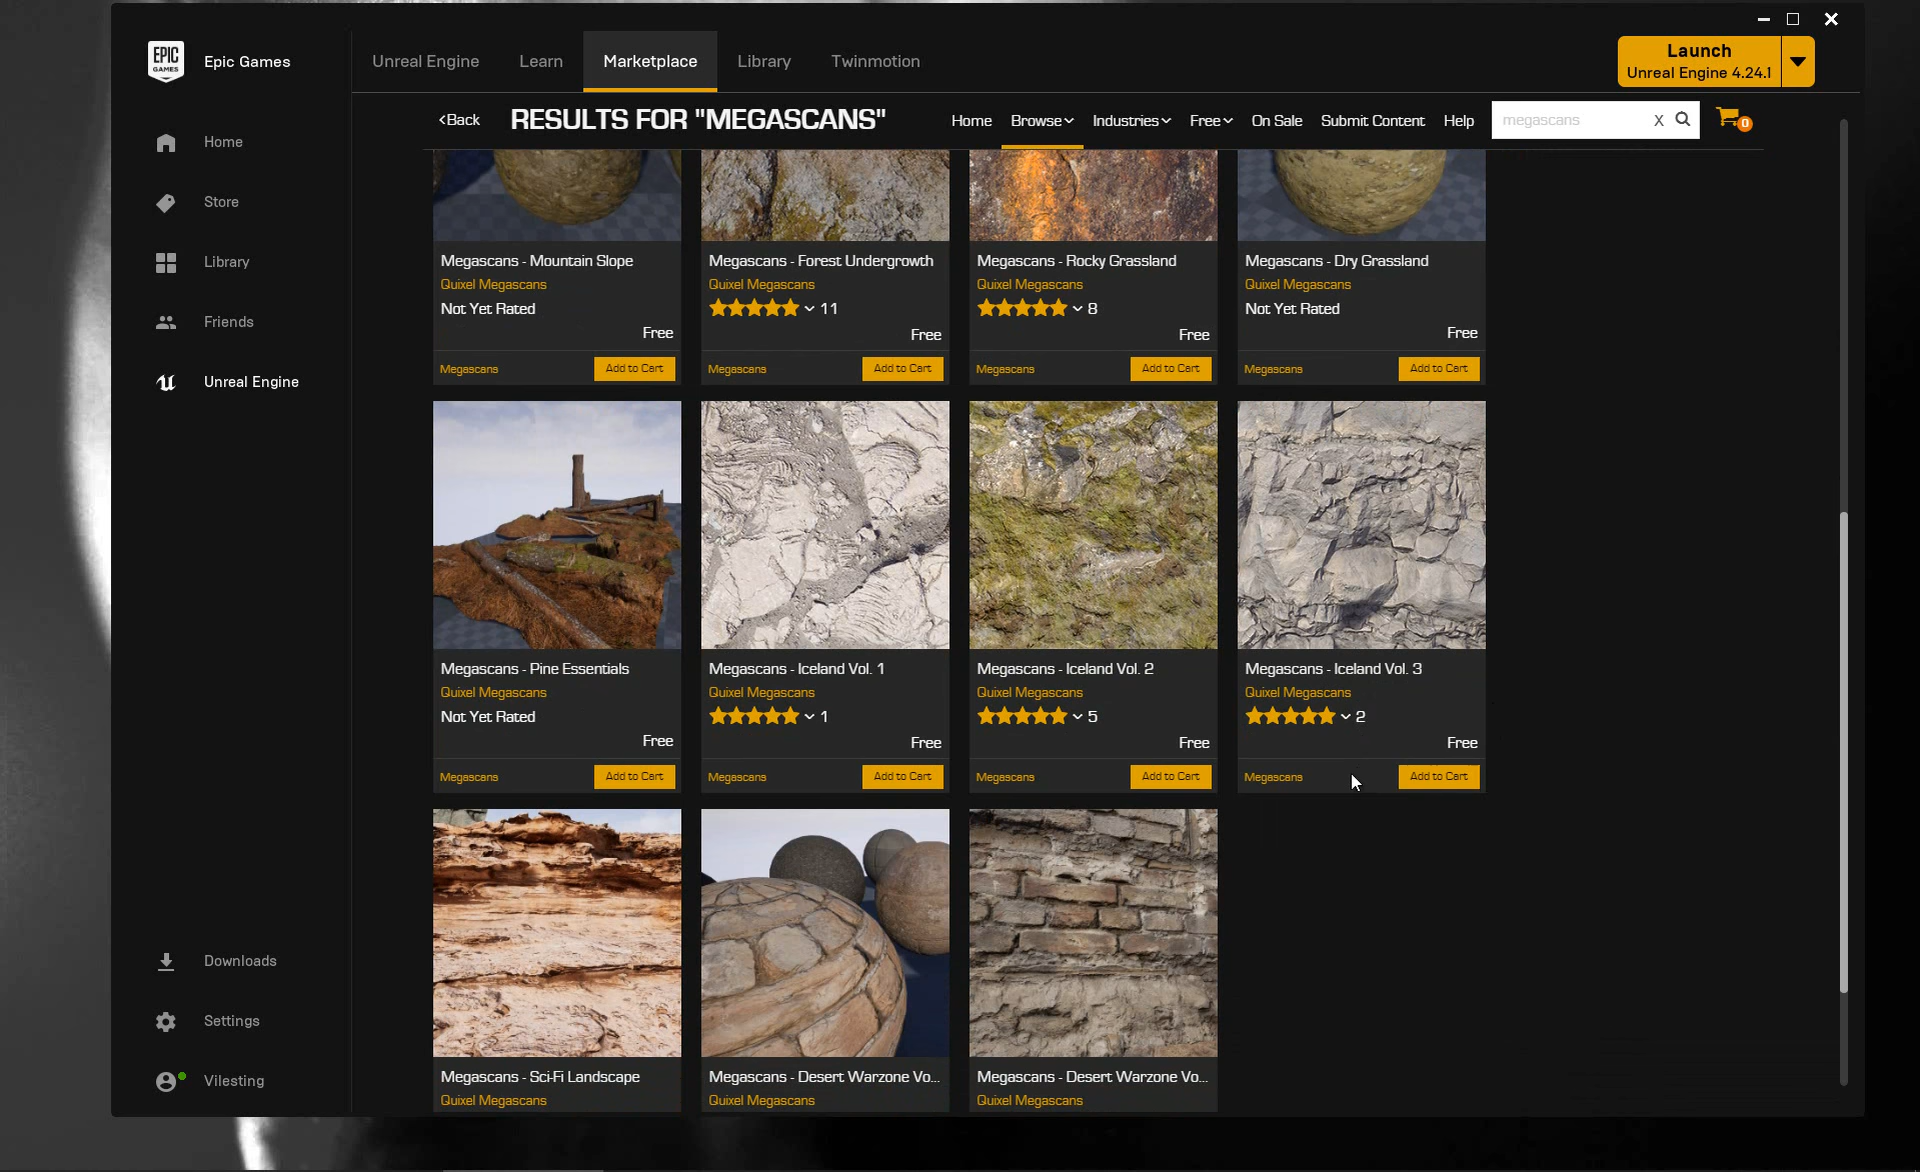 EPIC GAMES
Epic Games
Unreal Engine
Learn
Marketplace
Library
Twinmotion
Launch
Unreal Engine 4.24.1
Home
Store
Library
Friends
Unreal Engine
Downloads
Settings
Vilesting
<Back
RESULTS FOR "MEGASCANS"
Home
Browse
Industries
Free
On Sale
Submit Content
Help
megascans
X
0
Megascans - Mountain Slope
Quixel Megascans
Not Yet Rated
Free
Megascans
Add to Cart
Megascans - Forest Undergrowth
Quixel Megascans
11
Free
Megascans
Add to Cart
Megascans - Rocky Grassland
Quixel Megascans
8
Free
Megascans
Add to Cart
Megascans - Dry Grassland
Quixel Megascans
Not Yet Rated
Free
Megascans
Add to Cart
Megascans - Pine Essentials
Quixel Megascans
Not Yet Rated
Free
Megascans
Add to Cart
Megascans - Iceland Vol. 1
Quixel Megascans
1
Free
Megascans
Add to Cart
Megascans - Iceland Vol. 2
Quixel Megascans
5
Free
Megascans
Add to Cart
Megascans - Iceland Vol. 3
Quixel Megascans
2
Free
Megascans
Add to Cart
Megascans - Sci-Fi Landscape
Quixel Megascans
Megascans - Desert Warzone Vo...
Quixel Megascans
Megascans - Desert Warzone Vo...
Quixel Megascans